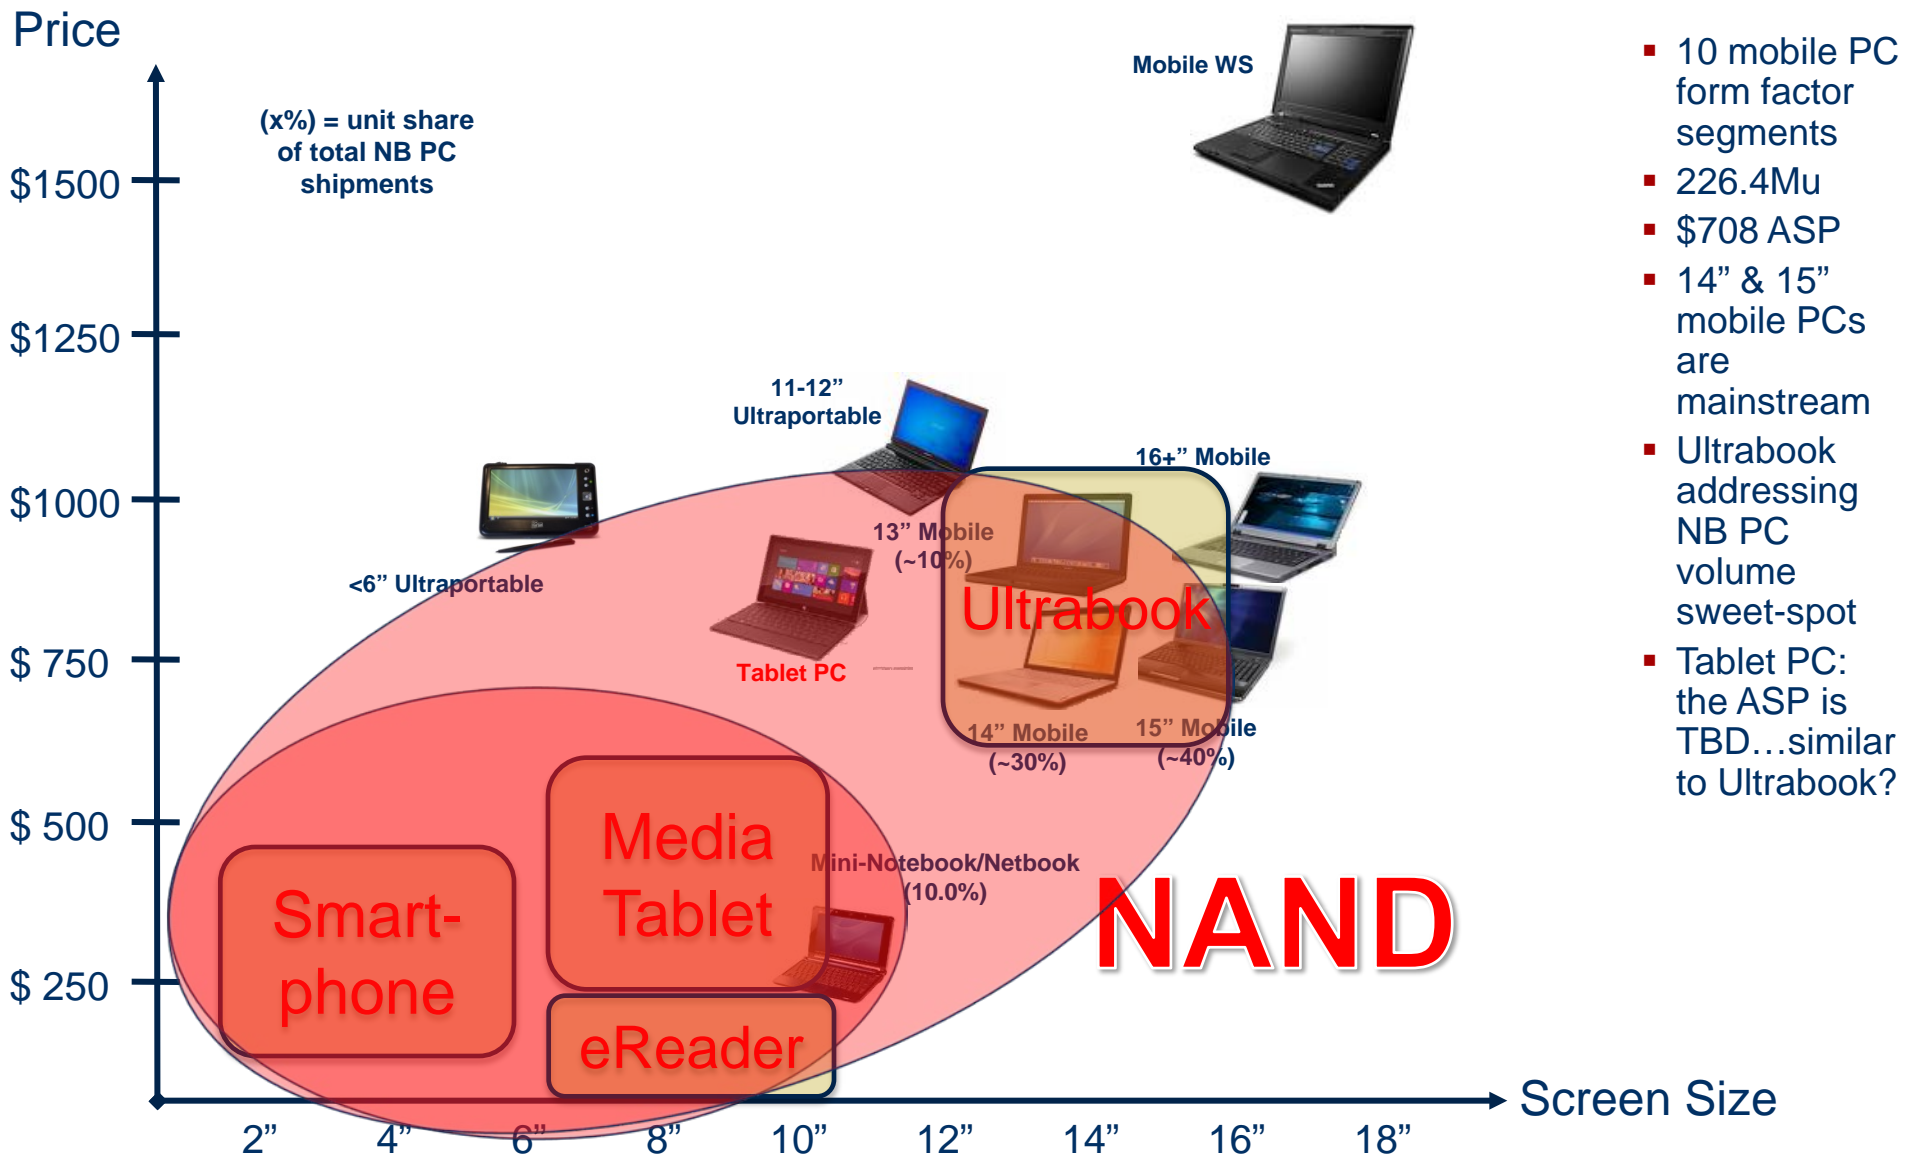 Price
Mobile WS
(x%) = unit share
of total NB PC
shipments
$1500
$1250
11-12”
Ultraportable
16+” Mobile
$1000
13” Mobile
(~10%)
<6” Ultraportable
Ultrabook
$ 750
Tablet PC
14” Mobile
(~30%)
15” Mobile
(~40%)
$ 500
Media
Tablet
Mini-Notebook/Netbook
(10.0%)
Smart-
phone
NAND
$ 250
eReader
Screen Size
2” 4” 6” 8” 10” 12” 14” 16” 18”
▪ 10 mobile PC
form factor
segments
▪ 226.4Mu
▪ $708 ASP
▪ 14” & 15”
mobile PCs
are
mainstream
▪ Ultrabook
addressing
NB PC
volume
sweet-spot
▪ Tablet PC:
the ASP is
TBD…similar
to Ultrabook?